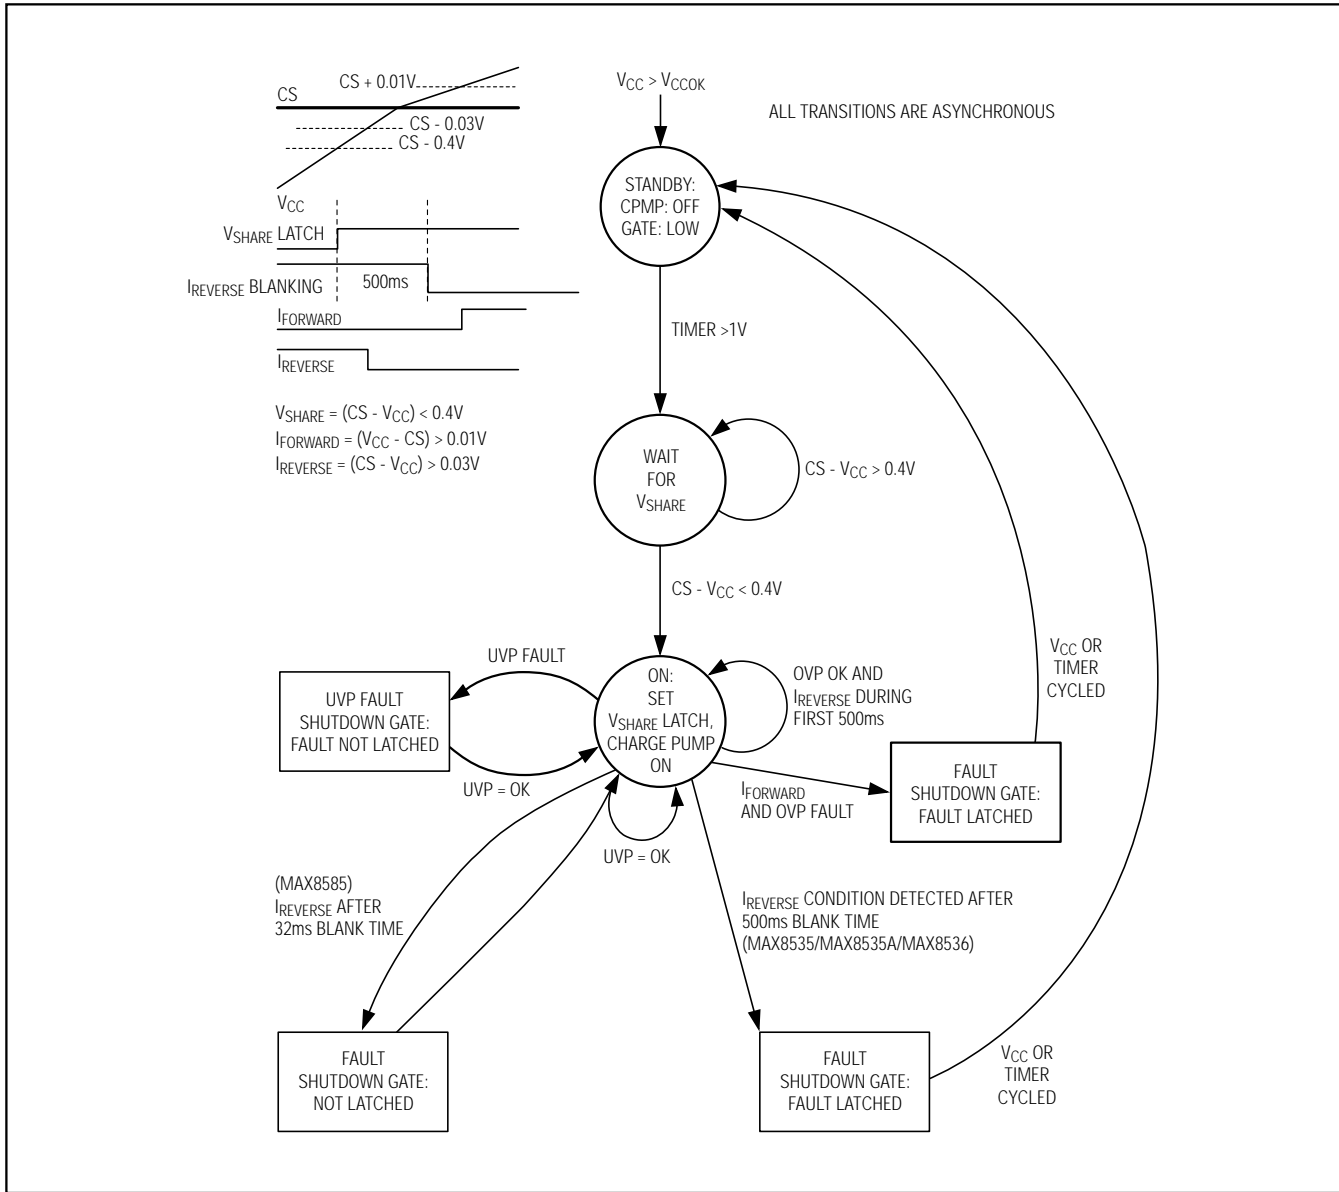 CS
CS + 0.01V
CS - 0.03V
CS - 0.4V
VCC
VSHARE LATCH
IREVERSE BLANKING
500ms
IFORWARD
IREVERSE
VSHARE = (CS - VCC) < 0.4V
IFORWARD = (VCC - CS) > 0.01V
IREVERSE = (CS - VCC) > 0.03V
VCC > VCCOK
ALL TRANSITIONS ARE ASYNCHRONOUS
STANDBY:
CPMP: OFF
GATE: LOW
TIMER >1V
WAIT
FOR
VSHARE
CS - VCC > 0.4V
CS - VCC < 0.4V
UVP FAULT
UVP FAULT
SHUTDOWN GATE:
FAULT NOT LATCHED
UVP = OK
ON:
SET
VSHARE LATCH,
CHARGE PUMP
ON
OVP OK AND
IREVERSE DURING
FIRST 500ms
VCC OR
TIMER
CYCLED
IFORWARD
AND OVP FAULT
FAULT
SHUTDOWN GATE:
FAULT LATCHED
UVP = OK
(MAX8585)
IREVERSE AFTER
32ms BLANK TIME
IREVERSE CONDITION DETECTED AFTER
500ms BLANK TIME
(MAX8535/MAX8535A/MAX8536)
FAULT
SHUTDOWN GATE:
NOT LATCHED
FAULT
SHUTDOWN GATE:
FAULT LATCHED
VCC OR
TIMER
CYCLED